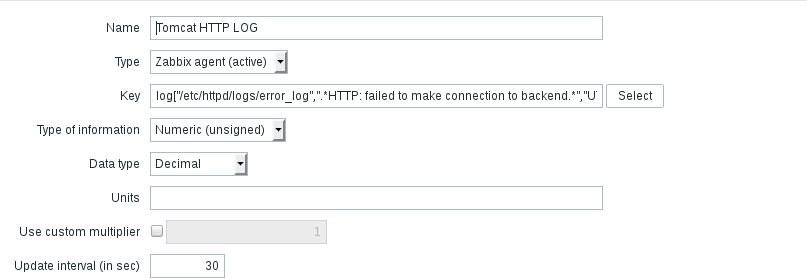 Name Tomcat HTTP LOG
Type Zabbix agent (active)
Key log["/etc/httpd/logs/error_log",".*HTTP: failed to make connection to backend.*","U Select
Type of information Numeric (unsigned)
Data type Decimal
Units
Use custom multiplier 1
Update interval (in sec) 30